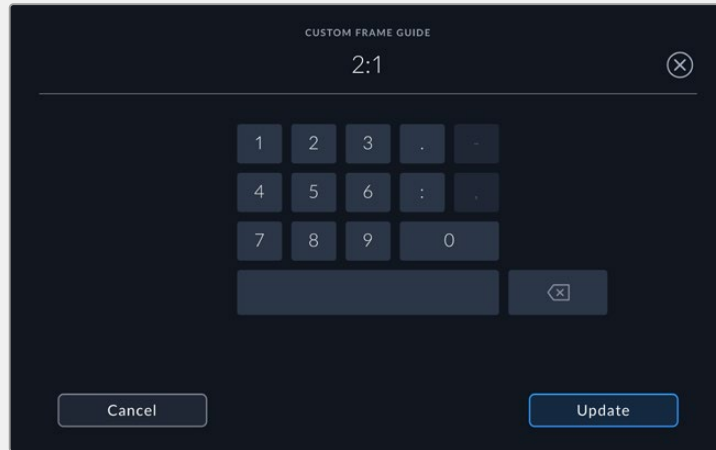 CUSTOM FRAME GUIDE
2:1
1 2 3 . -
4 5 6 : ,
7 8 9 0
Cancel Update